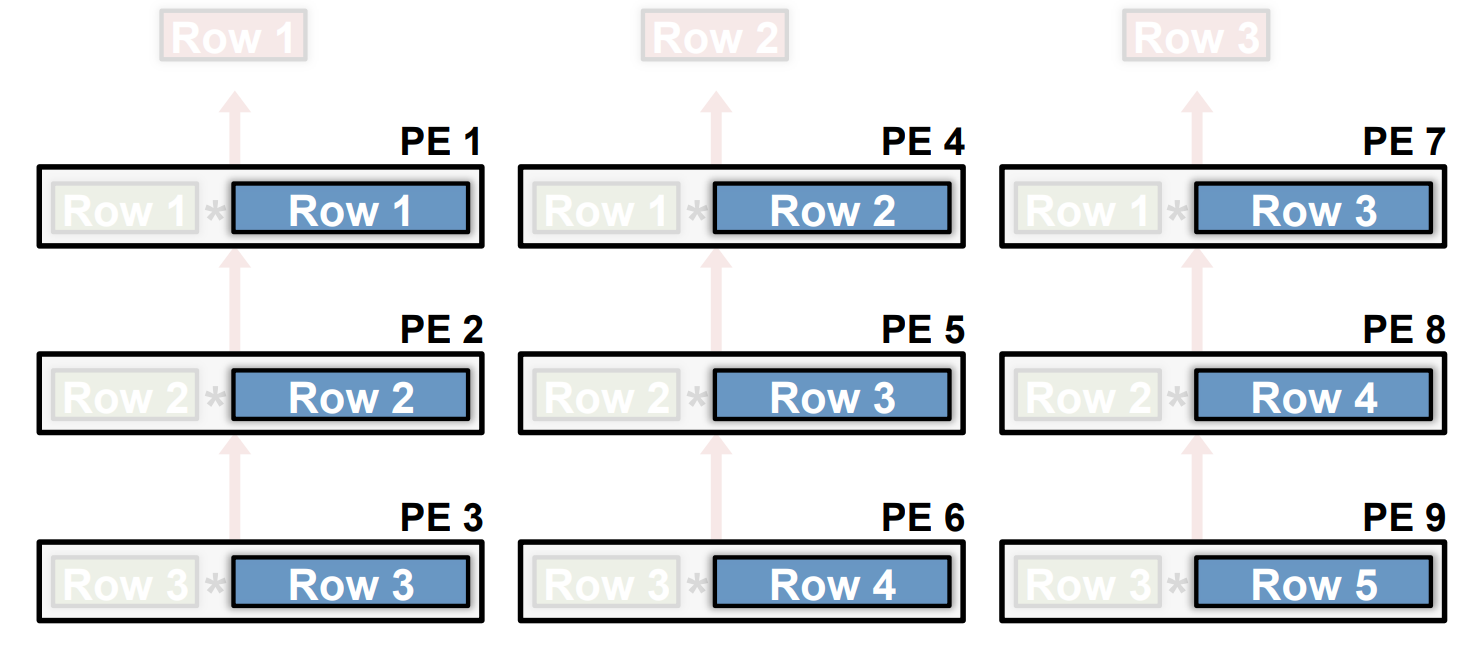 Row 1 Row 2 Row 3
PE 1 PE 4 PE 7
Row 1 * Row 1 Row 1 * Row 2 Row 1 * Row 3
PE 2 PE 5 PE 8
Row 2 * Row 2 Row 2 * Row 3 Row 2 * Row 4
PE 3 PE 6 PE 9
Row 3 * Row 3 Row 3 * Row 4 Row 3 * Row 5